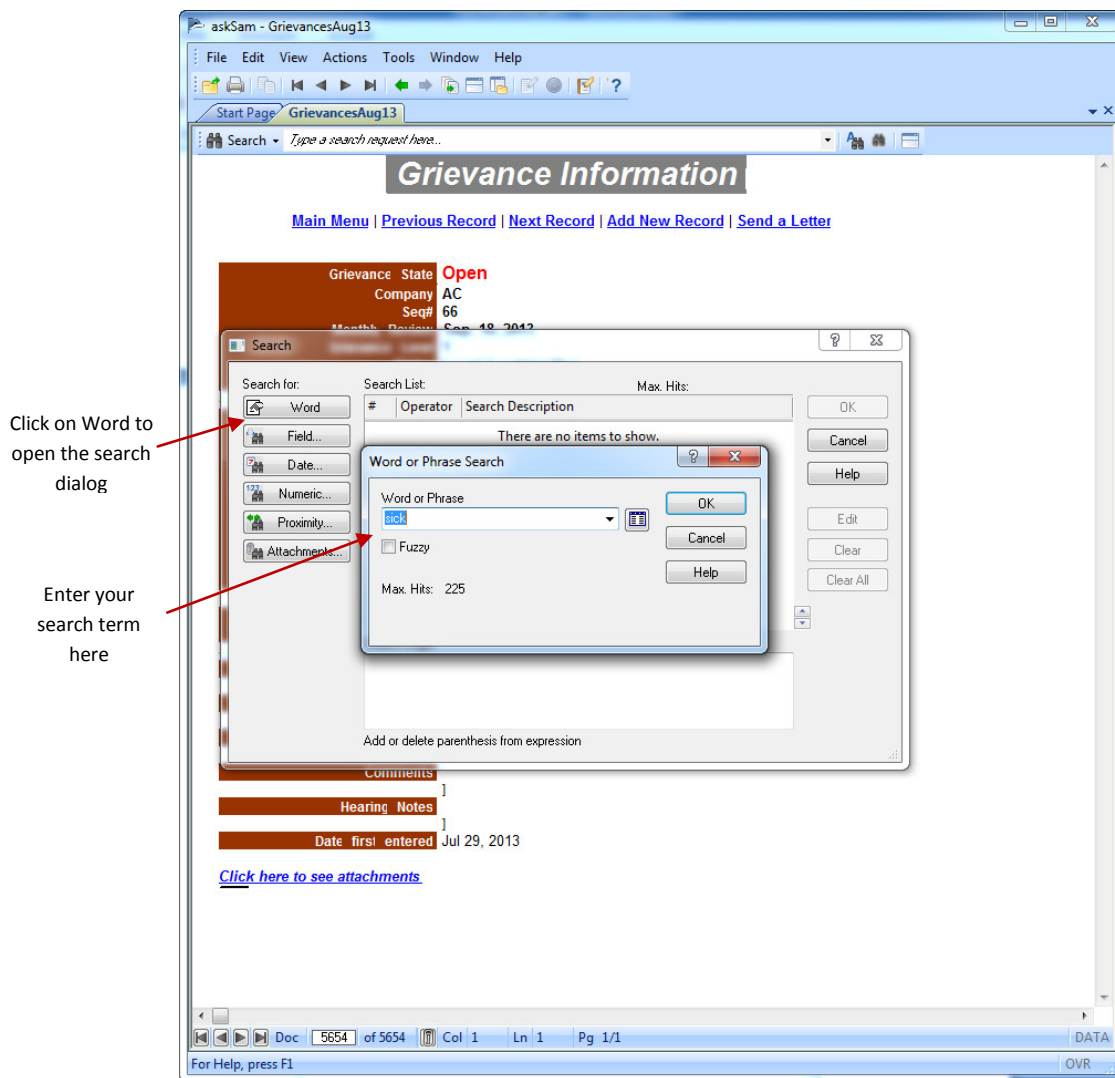 askSam - GrievancesAug13
File Edit View Actions Tools Window Help
Start Page GrievancesAug13
Search Type a search request here...
Grievance Information
Main Menu | Previous Record | Next Record | Add New Record | Send a Letter
Grievance State Open
Company AC
Seq# 66
Monthly Review Sep 18 2013
Search
Search for: Search List: Max. Hits:
Word # Operator Search Description OK
Click on Word to
open the search
dialog
Field... There are no items to show. Cancel
Date... Word or Phrase Search Help
Numeric... Word or Phrase OK
Proximity... sick Edit
Attachments... Fuzzy Cancel Clear
Max. Hits: 225 Help Clear All
Enter your
search term
here
Add or delete parenthesis from expression
Comments
]
Hearing Notes
]
Date first entered Jul 29, 2013
Click here to see attachments
Doc 5654 of 5654 Col 1 Ln 1 Pg 1/1 DATA
For Help, press F1 OVR